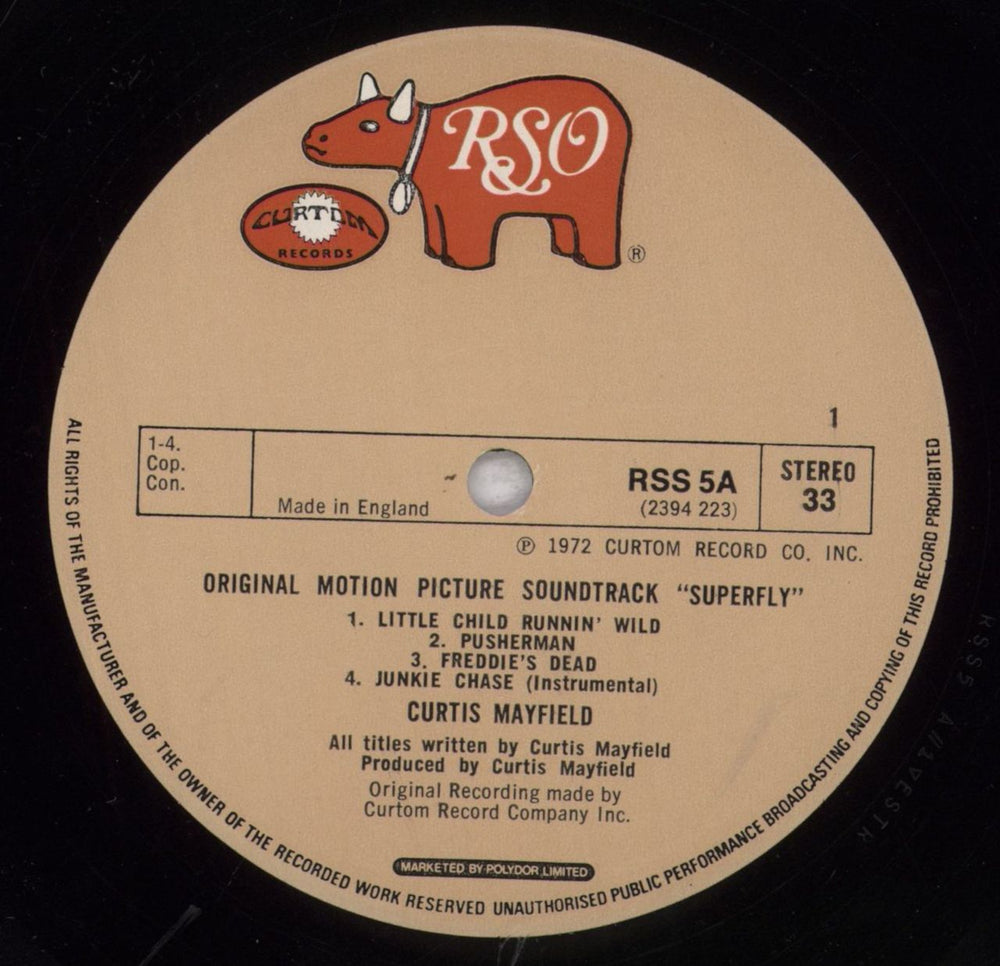 RSO
®
CURTOM
RECORDS
1
1-4.
Cop.
Con.
Made in England
RSS 5A
(2394 223)
STEREO
33
℗ 1972 CURTOM RECORD CO. INC.
ORIGINAL MOTION PICTURE SOUNDTRACK “SUPERFLY”
1. LITTLE CHILD RUNNIN’ WILD
2. PUSHERMAN
3. FREDDIE’S DEAD
4. JUNKIE CHASE (Instrumental)
CURTIS MAYFIELD
All titles written by Curtis Mayfield
Produced by Curtis Mayfield
Original Recording made by
Curtom Record Company Inc.
MARKETED BY POLYDOR LIMITED
ALL RIGHTS OF THE MANUFACTURER AND OF THE OWNER OF THE RECORDED WORK RESERVED UNAUTHORISED PUBLIC PERFORMANCE BROADCASTING AND COPYING OF THIS RECORD PROHIBITED